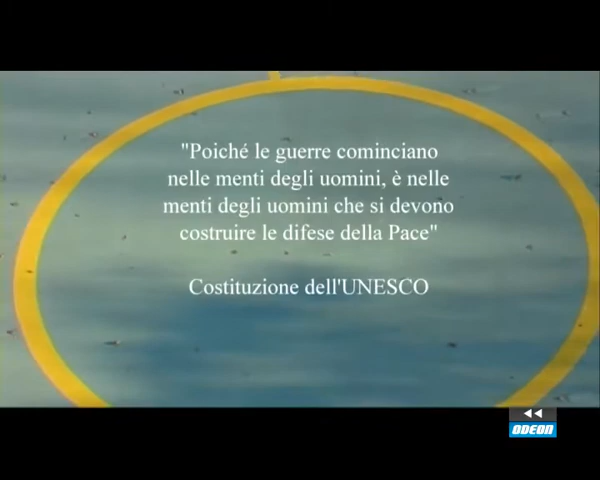 "Poiché le guerre cominciano
nelle menti degli uomini, è nelle
menti degli uomini che si devono
costruire le difese della Pace"
Costituzione dell'UNESCO
ODEON